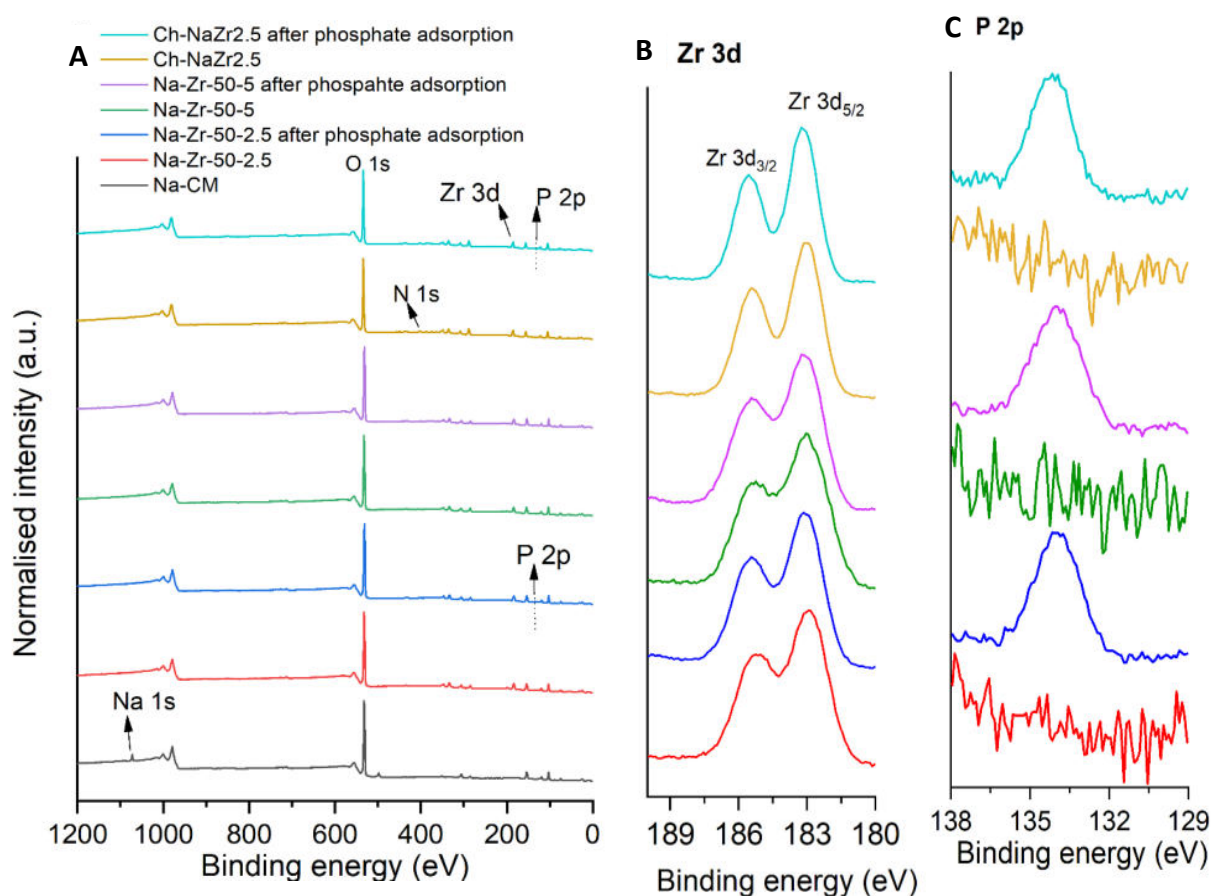 A
Ch-NaZr2.5 after phosphate adsorption
Ch-NaZr2.5
Na-Zr-50-5 after phospahte adsorption
Na-Zr-50-5
Na-Zr-50-2.5 after phosphate adsorption
Na-Zr-50-2.5
Na-CM
O 1s
Zr 3d
P 2p
N 1s
P 2p
Na 1s
Normalised intensity (a.u.)
1200 1000 800 600 400 200 0
Binding energy (eV)
B Zr 3d
Zr 3d5/2
Zr 3d3/2
189 186 183 180
Binding energy (eV)
C P 2p
138 134 132 129
Binding energy (eV)